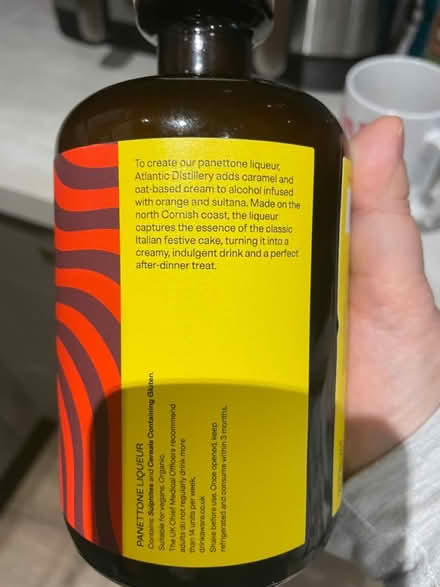 To create our panettone liqueur,
Atlantic Distillery adds caramel and
oat-based cream to alcohol infused
with orange and sultana. Made on the
north Cornish coast, the liqueur
captures the essence of the classic
Italian festive cake, turning it into a
creamy, indulgent drink and a perfect
after-dinner treat.
PANETTONE LIQUEUR
Contains: Sulphites and Cereals Containing Gluten.
Suitable for vegans. Organic.
The UK Chief Medical Officers recommend
adults do not regularly drink more
than 14 units per week.
drinkaware.co.uk
Shake before use. Once opened, keep
refrigerated and consume within 3 months.